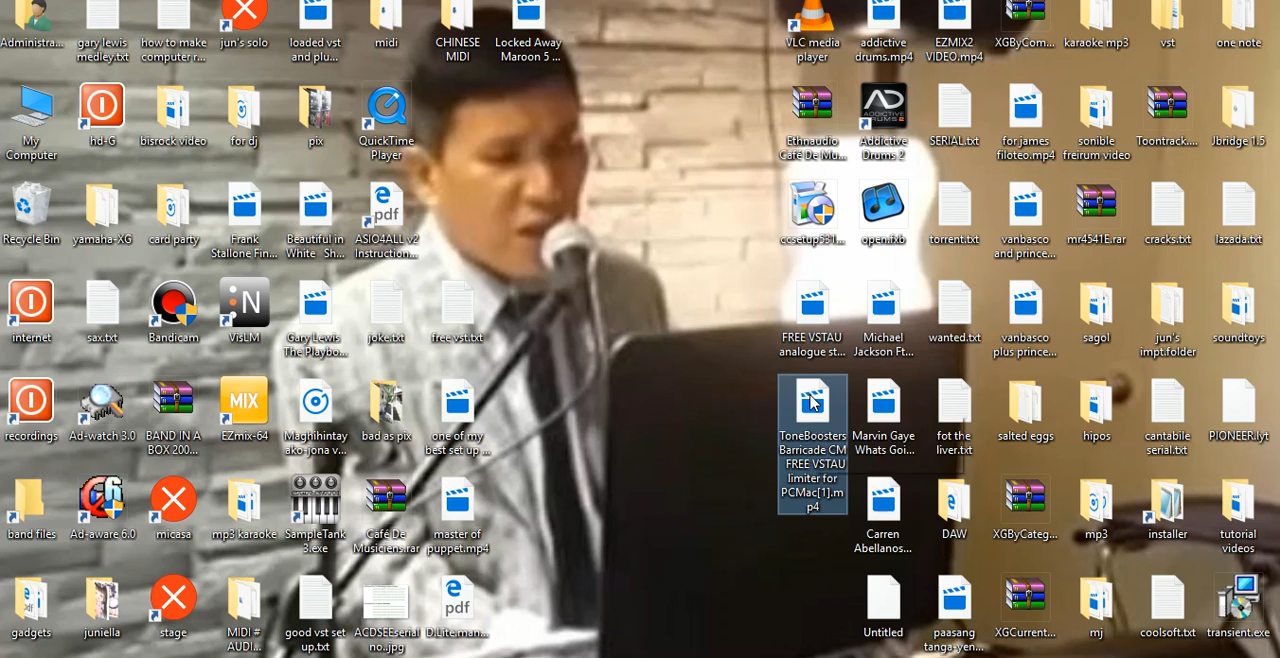 Administra...
gary lewis
medley.txt
how to make
computer r...
jun's solo
loaded vst
and plu...
midi
CHINESE
MIDI
Locked Away
Maroon 5 ...
VLC media
player
addictive
drums.mp4
EZMIX2
VIDEO.mp4
XGByCom...
karaoke mp3
vst
one note
My
Computer
hd-G
bisrock video
for dj
pix
QuickTime
Player
Ethnaudio
Café De Mu...
AD
Addictive
Drums 2
SERIAL.txt
for james
filoteo.mp4
sonible
freirum video
Toontrack....
Jbridge 1.5
Recycle Bin
yamaha-XG
card party
Frank
Stallone Fin...
Beautiful in
White Sh...
pdf
ASIO4ALL v2
Instruction...
ccsetup531...
open.fxb
torrent.txt
vanbasco
and prince...
mr4541E.rar
cracks.txt
lazada.txt
internet
sax.txt
Bandicam
iN
VisLM
Gary Lewis
The Playbo...
joke.txt
free vst.txt
FREE VSTAU
analogue st...
Michael
Jackson Ft...
wanted.txt
vanbasco
plus prince...
sagol
jun's
impt.folder
soundtoys
recordings
Ad-watch 3.0
BAND IN A
BOX 200...
MIX
EZmix-64
Maghihintay
ako-jona v...
bad as pix
one of my
best set up ...
ToneBoosters
Barricade CM
FREE VSTAU
limiter for
PCMac[1].m
p4
Marvin Gaye
Whats Goi...
fot the
liver.txt
salted eggs
hipos
cantabile
serial.txt
PIONEER.lyt
band files
Ad-aware 6.0
micasa
mp3 karaoke
SampleTank
3.exe
Café De
Musiciens.rar
master of
puppet.mp4
Carren
Abellanos...
DAW
XGByCateg...
mp3
installer
tutorial
videos
pdf
gadgets
juniella
stage
MIDI #
AUDI...
good vst set
up.txt
ACDSEEserial
no..jpg
pdf
D.Lite.man...
Untitled
paasang
tanga-yen...
XGCurrent...
mj
coolsoft.txt
transient.exe